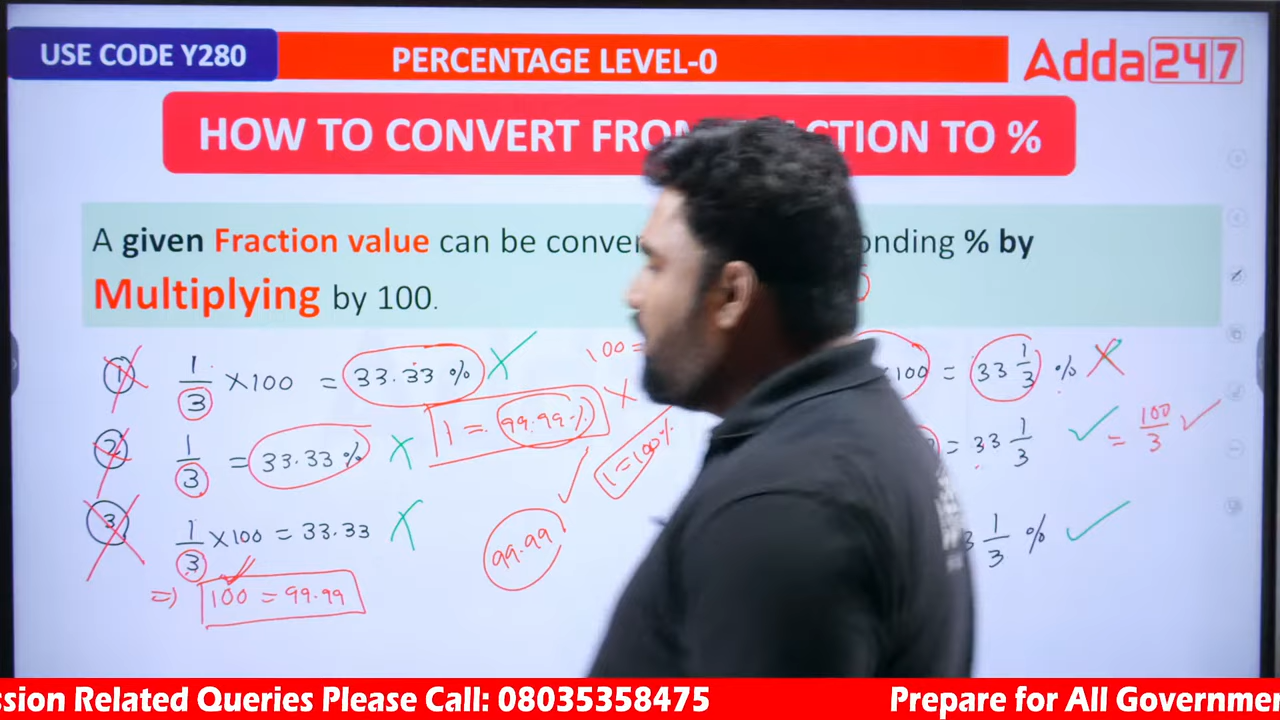 USE CODE Y280
PERCENTAGE LEVEL-0
Adda 247
HOW TO CONVERT FRO CTION TO %
A given Fraction value can be conver onding % by
Multiplying by 100.
1 1/3 ×100 = 33.33 %
100 =
×100 = 33 1/3 %
1 = 99.99 %
2 1/3 = 33.33 %
1 = 100%
= 33 1/3 = 100/3
3 1/3 ×100 = 33.33
99.99
3 1/3 %
=> 100 = 99.99
ssion Related Queries Please Call: 08035358475 Prepare for All Governmen